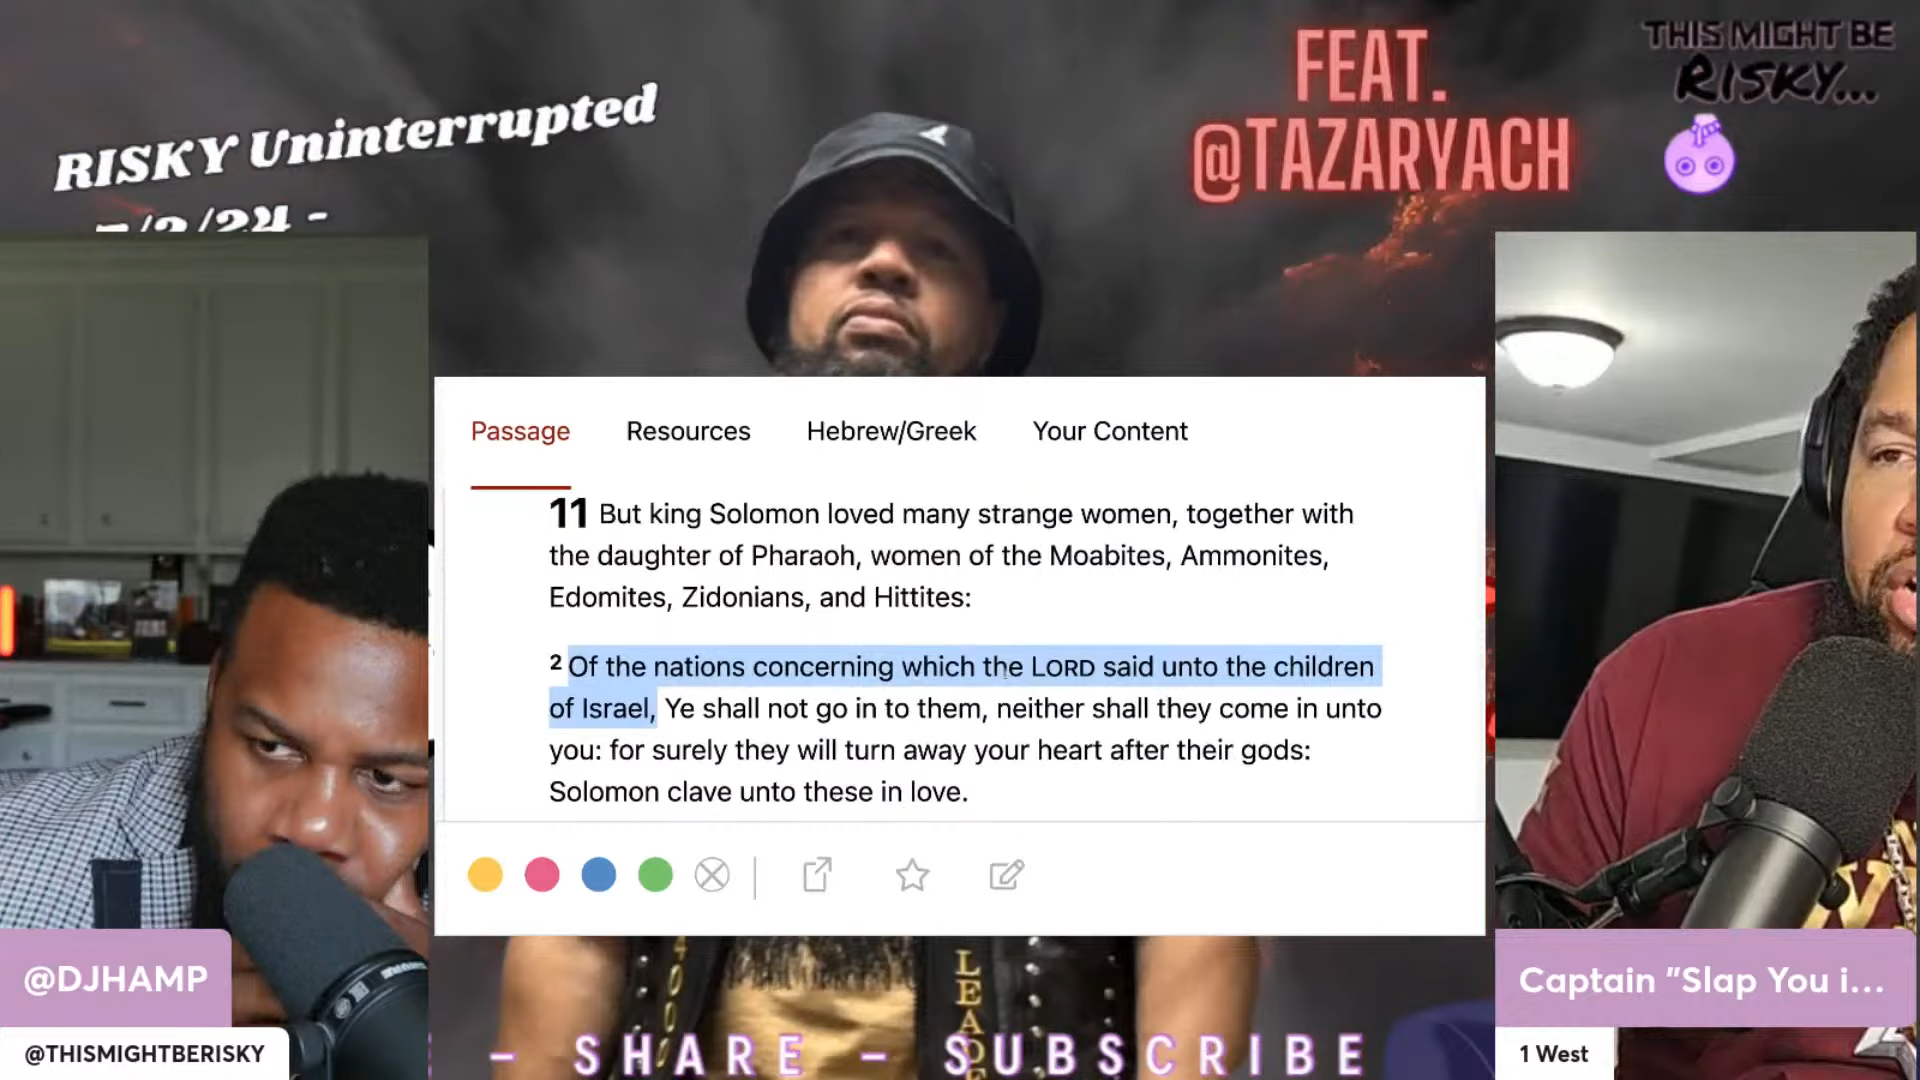 RISKY Uninterrupted
7/2/24 -
FEAT.
@TAZARYACH
THIS MIGHT BE
RISKY...
Passage Resources Hebrew/Greek Your Content
11 But king Solomon loved many strange women, together with
the daughter of Pharaoh, women of the Moabites, Ammonites,
Edomites, Zidonians, and Hittites:
2 Of the nations concerning which the LORD said unto the children
of Israel, Ye shall not go in to them, neither shall they come in unto
you: for surely they will turn away your heart after their gods:
Solomon clave unto these in love.
@DJHAMP
@THISMIGHTBERISKY
Captain "Slap You i...
1 West
- SHARE - SUBSCRIBE